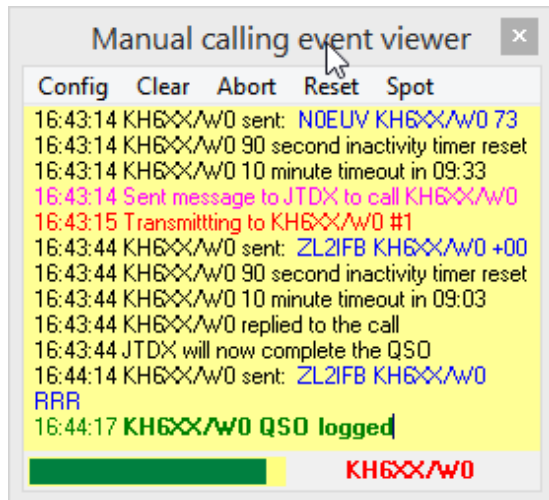 Manual calling event viewer
×
Config Clear Abort Reset Spot
16:43:14 KH6XX/W0 sent: N0EUV KH6XX/W0 73
16:43:14 KH6XX/W0 90 second inactivity timer reset
16:43:14 KH6XX/W0 10 minute timeout in 09:33
16:43:14 Sent message to JTDX to call KH6XX/W0
16:43:15 Transmittting to KH6XX/W0 #1
16:43:44 KH6XX/W0 sent: ZL2IFB KH6XX/W0 +00
16:43:44 KH6XX/W0 90 second inactivity timer reset
16:43:44 KH6XX/W0 10 minute timeout in 09:03
16:43:44 KH6XX/W0 replied to the call
16:43:44 JTDX will now complete the QSO
16:44:14 KH6XX/W0 sent: ZL2IFB KH6XX/W0
RRR
16:44:17 KH6XX/W0 QSO logged
KH6XX/W0